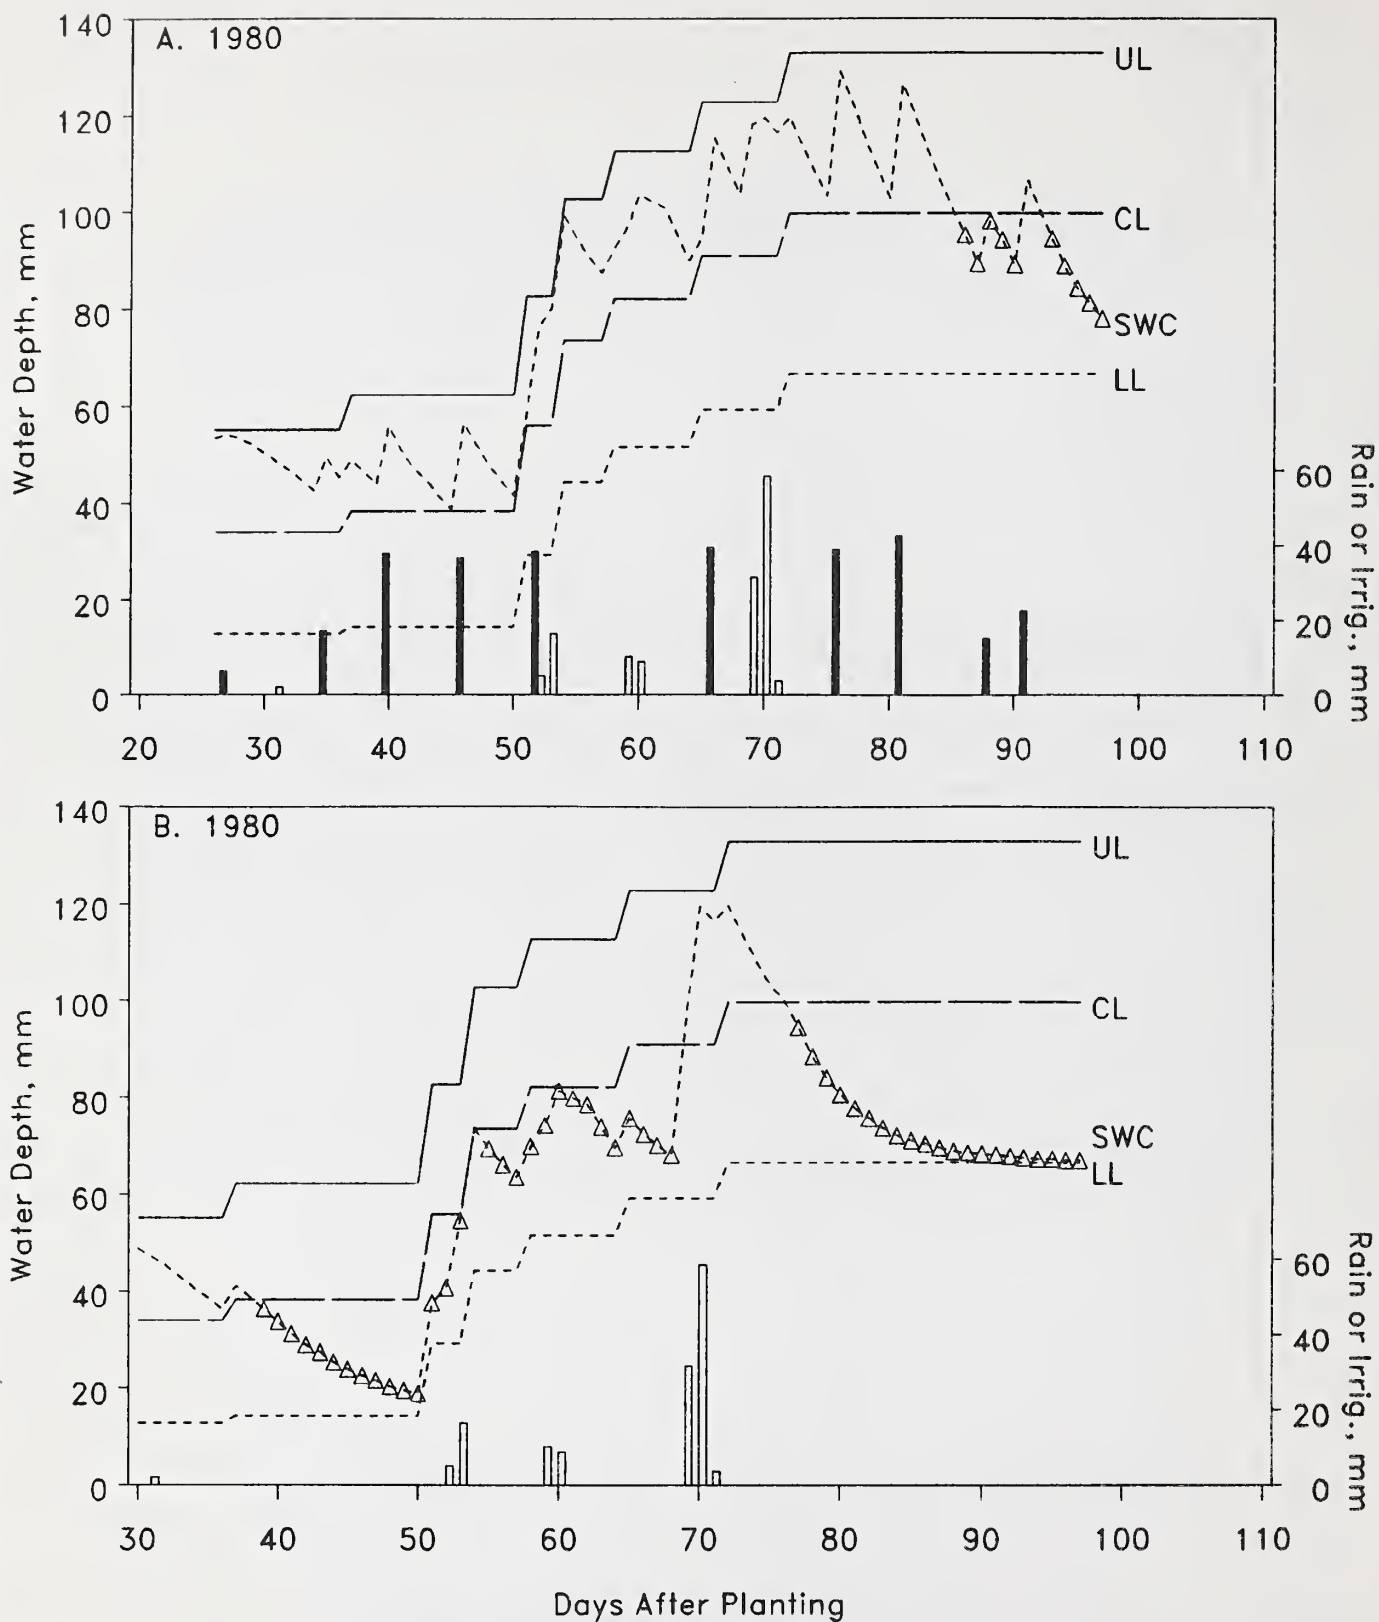 A. 1980
140
120
100
80
60
40
20
0
Water Depth, mm
UL
CL
SWC
LL
60
40
20
0
Rain or Irrig., mm
20 30 40 50 60 70 80 90 100 110
B. 1980
140
120
100
80
60
40
20
0
Water Depth, mm
UL
CL
SWC
LL
60
40
20
0
Rain or Irrig., mm
30 40 50 60 70 80 90 100 110
Days After Planting